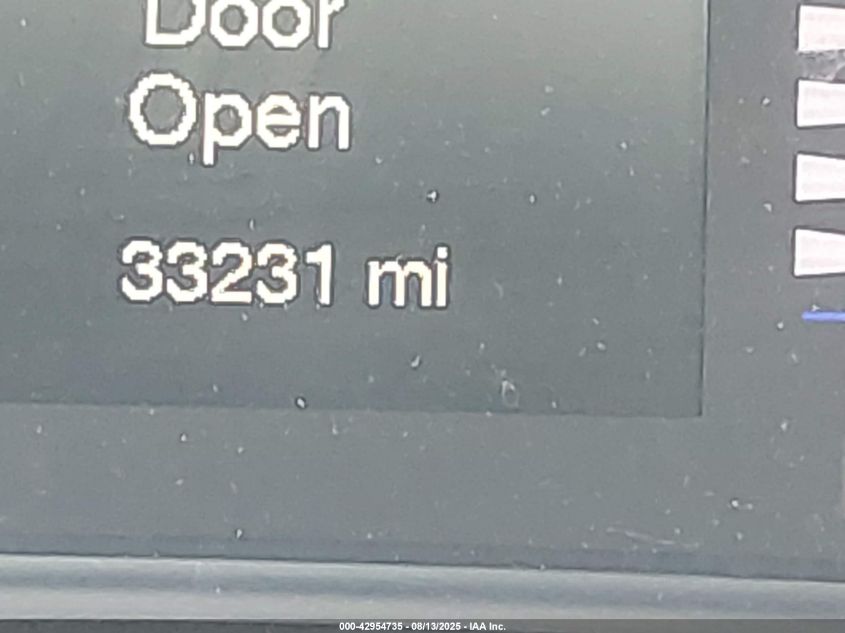 Door
Open
33231 mi
000-42954735 - 08/13/2025 - IAA Inc.